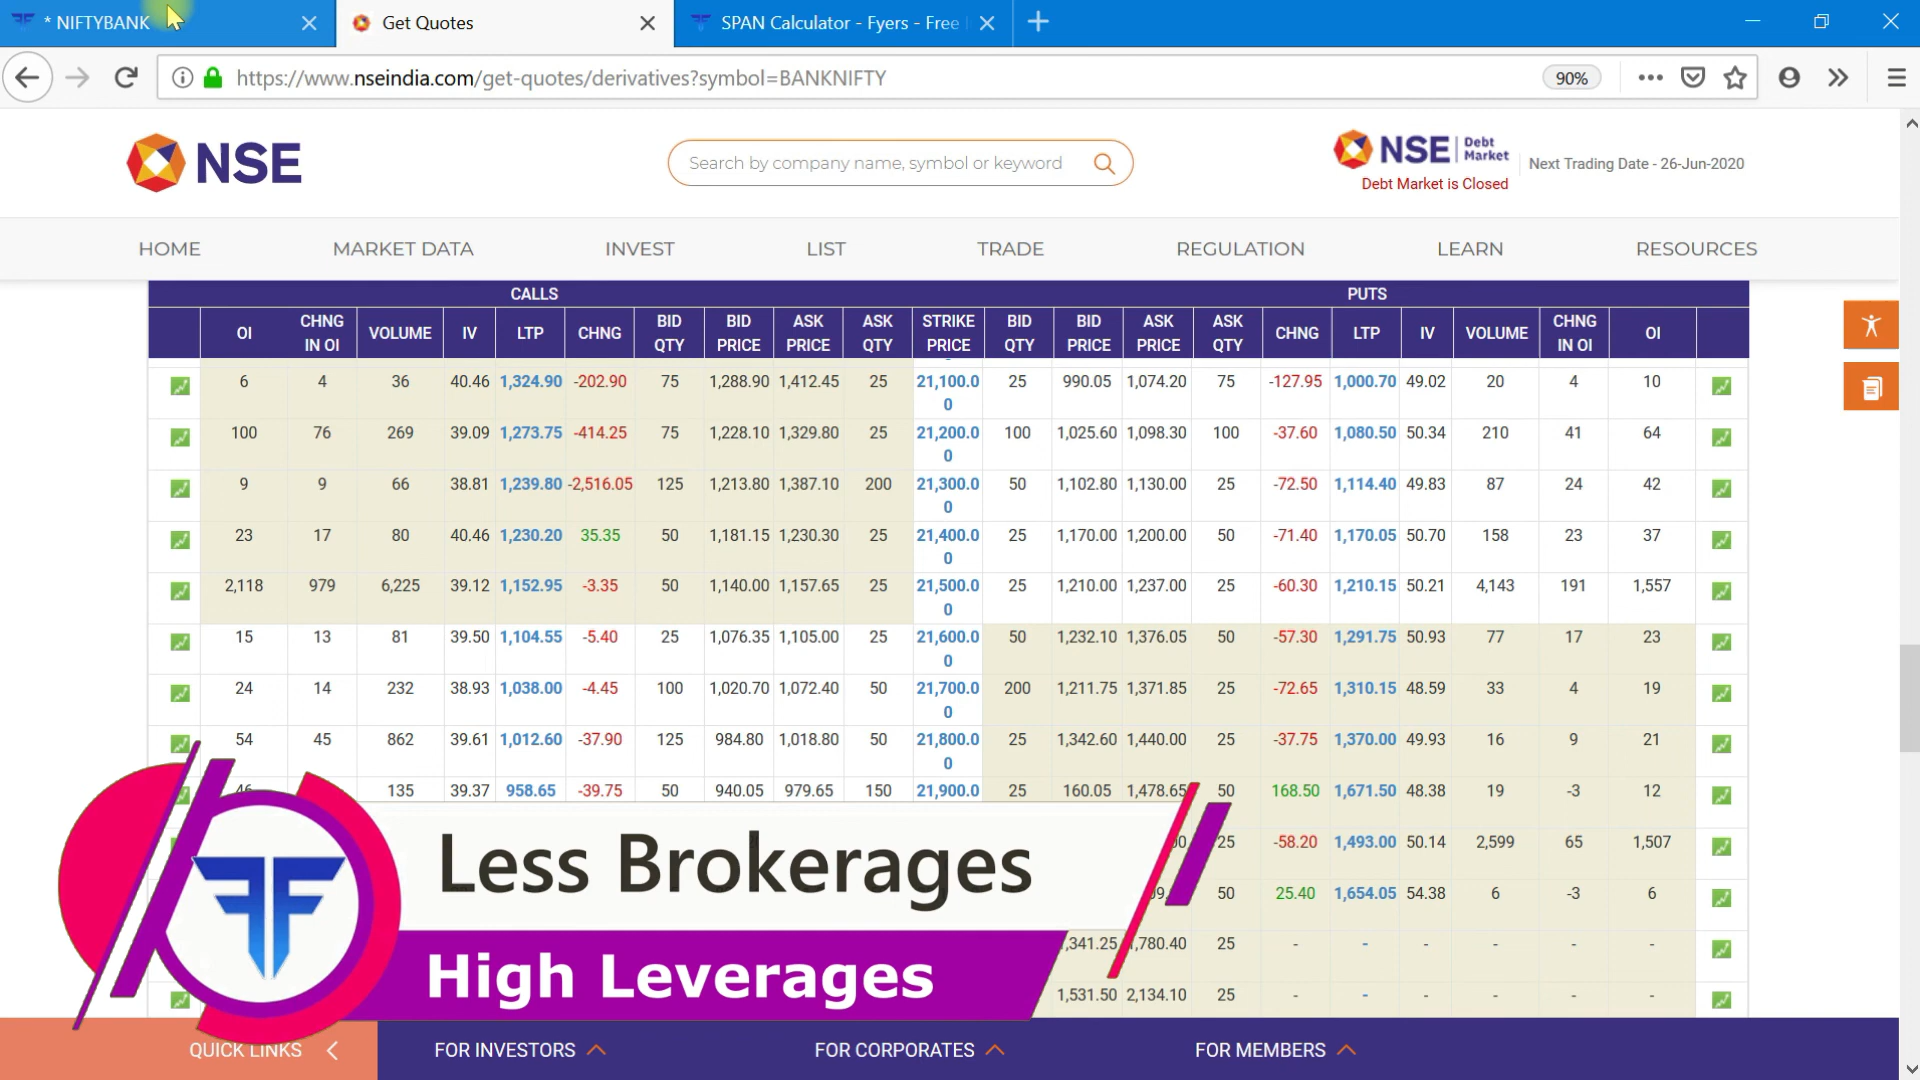 * NIFTYBANK
Get Quotes
SPAN Calculator - Fyers - Free
https://www.nseindia.com/get-quotes/derivatives?symbol=BANKNIFTY
90%
NSE
Search by company name, symbol or keyword
NSE Debt Market
Debt Market is Closed
Next Trading Date - 26-Jun-2020
HOME MARKET DATA INVEST LIST TRADE REGULATION LEARN RESOURCES
CALLS PUTS
OI CHNG IN OI VOLUME IV LTP CHNG BID QTY BID PRICE ASK PRICE ASK QTY STRIKE PRICE BID QTY BID PRICE ASK PRICE ASK QTY CHNG LTP IV VOLUME CHNG IN OI OI
6 4 36 40.46 1,324.90 -202.90 75 1,288.90 1,412.45 25 21,100.00 25 990.05 1,074.20 75 -127.95 1,000.70 49.02 20 4 10
100 76 269 39.09 1,273.75 -414.25 75 1,228.10 1,329.80 25 21,200.00 100 1,025.60 1,098.30 100 -37.60 1,080.50 50.34 210 41 64
9 9 66 38.81 1,239.80 -2,516.05 125 1,213.80 1,387.10 200 21,300.00 50 1,102.80 1,130.00 25 -72.50 1,114.40 49.83 87 24 42
23 17 80 40.46 1,230.20 35.35 50 1,181.15 1,230.30 25 21,400.00 25 1,170.00 1,200.00 50 -71.40 1,170.05 50.70 158 23 37
2,118 979 6,225 39.12 1,152.95 -3.35 50 1,140.00 1,157.65 25 21,500.00 25 1,210.00 1,237.00 25 -60.30 1,210.15 50.21 4,143 191 1,557
15 13 81 39.50 1,104.55 -5.40 25 1,076.35 1,105.00 25 21,600.00 50 1,232.10 1,376.05 50 -57.30 1,291.75 50.93 77 17 23
24 14 232 38.93 1,038.00 -4.45 100 1,020.70 1,072.40 50 21,700.00 200 1,211.75 1,371.85 25 -72.65 1,310.15 48.59 33 4 19
54 45 862 39.61 1,012.60 -37.90 125 984.80 1,018.80 50 21,800.00 25 1,342.60 1,440.00 25 -37.75 1,370.00 49.93 16 9 21
135 39.37 958.65 -39.75 50 940.05 979.65 150 21,900.0 25 160.05 1,478.65 50 168.50 1,671.50 48.38 19 -3 12
25 -58.20 1,493.00 50.14 2,599 65 1,507
50 25.40 1,654.05 54.38 6 -3 6
,341.25 1,780.40 25 - - - - - -
1,531.50 2,134.10 25 - - - - - -
Less Brokerages
High Leverages
QUICK LINKS FOR INVESTORS FOR CORPORATES FOR MEMBERS